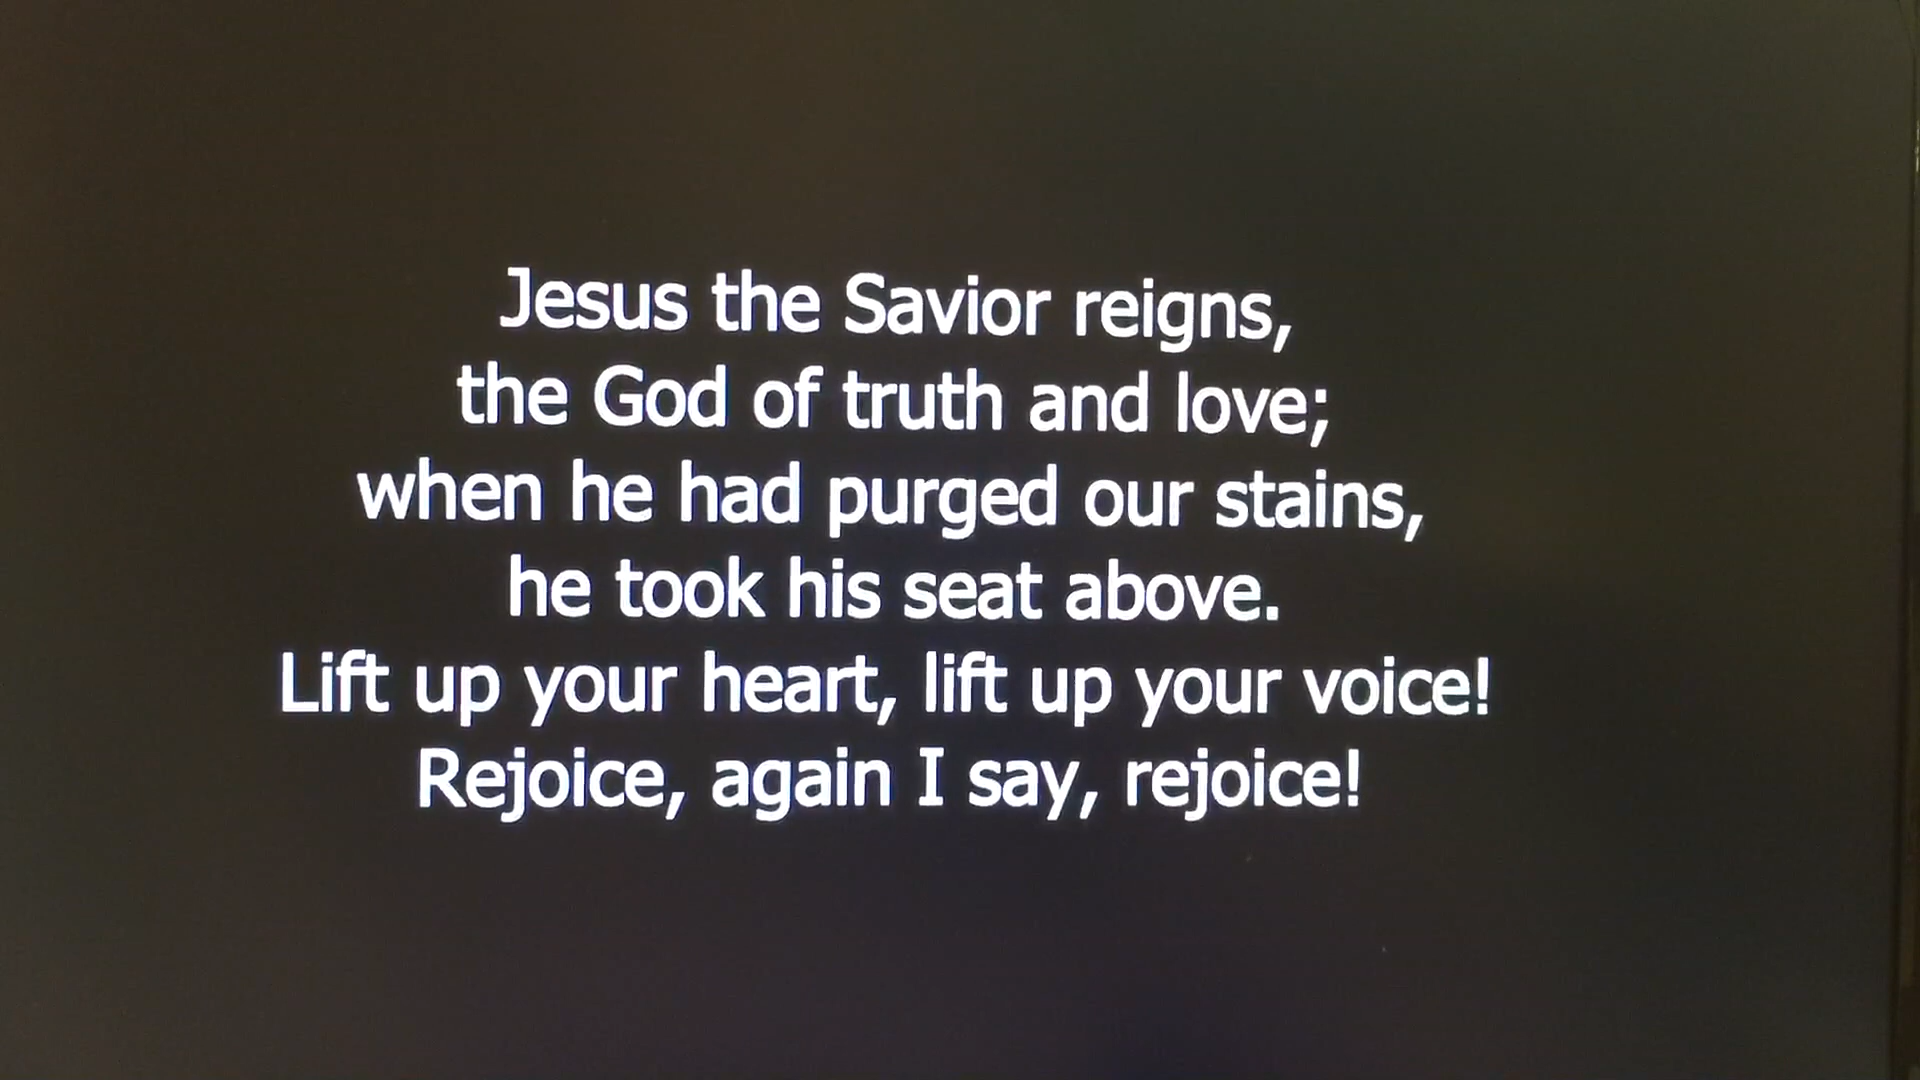 Jesus the Savior reigns,
the God of truth and love;
when he had purged our stains,
he took his seat above.
Lift up your heart, lift up your voice!
Rejoice, again I say, rejoice!